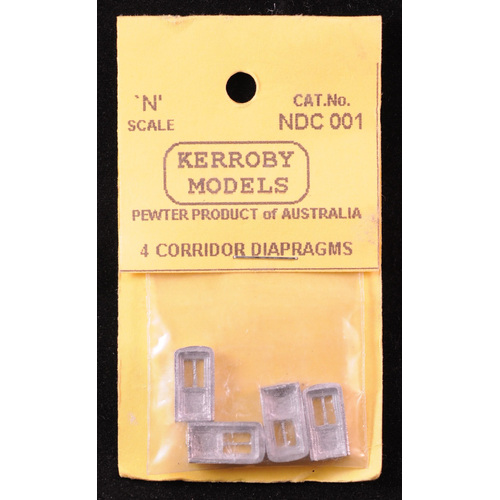 `N' SCALE
CAT.No. NDC 001
KERROBY
MODELS
PEWTER PRODUCT of AUSTRALIA
4 CORRIDOR DIAPRAGMS